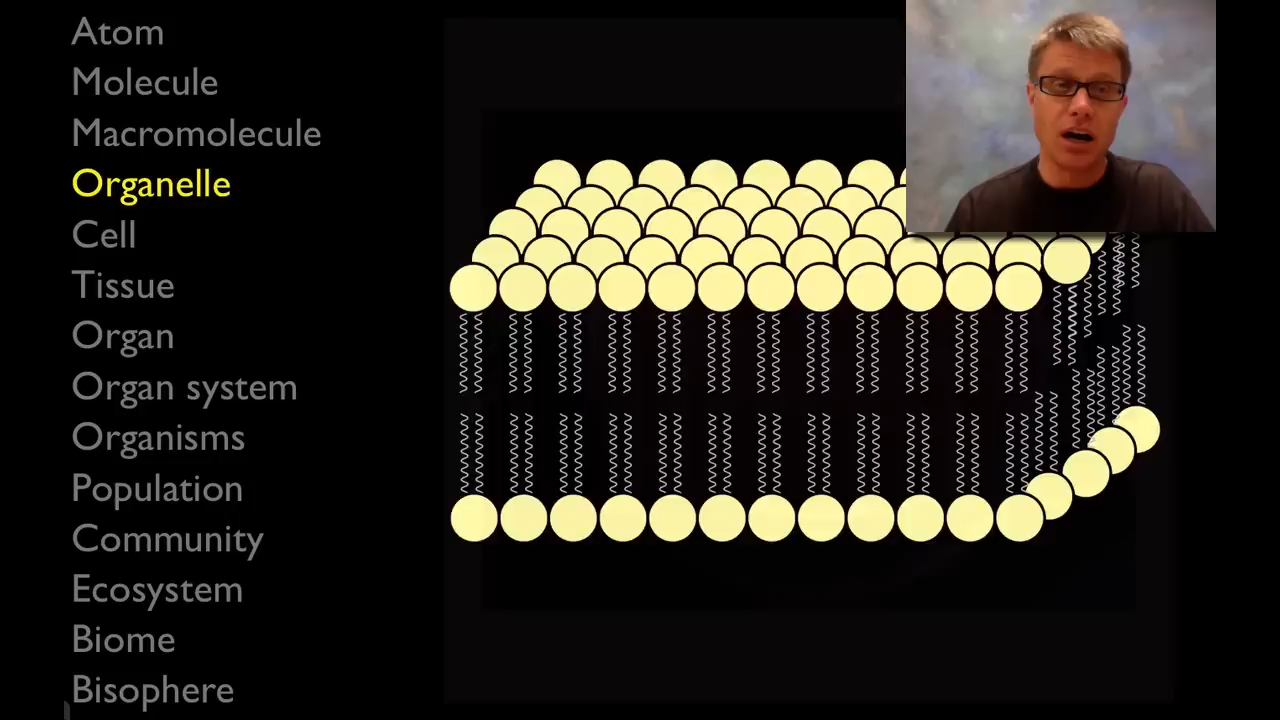 Atom
Molecule
Macromolecule
Organelle
Cell
Tissue
Organ
Organ system
Organisms
Population
Community
Ecosystem
Biome
Bisophere